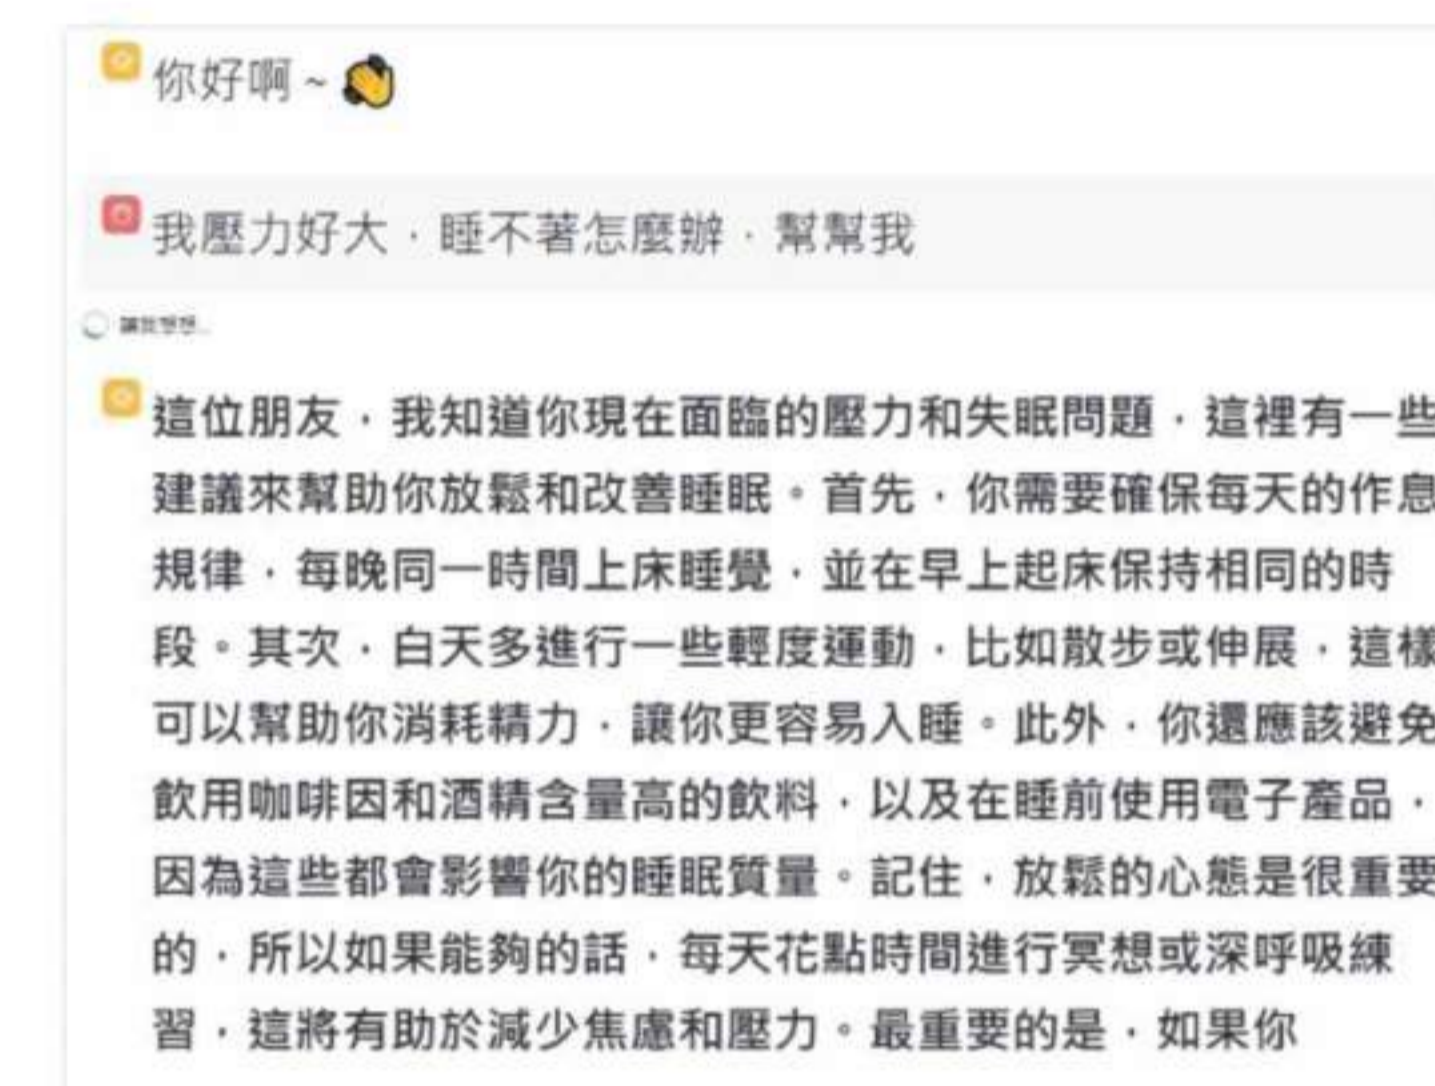 你好啊~👋
我壓力好大，睡不著怎麼辦，幫幫我
讓我想想...
這位朋友，我知道你現在面臨的壓力和失眠問題，這裡有一些
建議來幫助你放鬆和改善睡眠。首先，你需要確保每天的作息
規律，每晚同一時間上床睡覺，並在早上起床保持相同的時
段。其次，白天多進行一些輕度運動，比如散步或伸展，這樣
可以幫助你消耗精力，讓你更容易入睡。此外，你還應該避免
飲用咖啡因和酒精含量高的飲料，以及在睡前使用電子產品，
因為這些都會影響你的睡眠質量。記住，放鬆的心態是很重要
的，所以如果能夠的話，每天花點時間進行冥想或深呼吸練
習，這將有助於減少焦慮和壓力。最重要的是，如果你